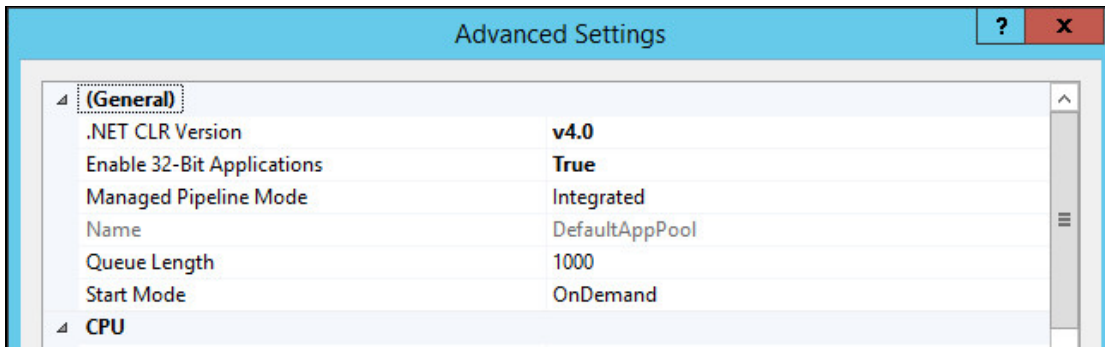 Advanced Settings ? x
(General)
.NET CLR Version v4.0
Enable 32-Bit Applications True
Managed Pipeline Mode Integrated
Name DefaultAppPool
Queue Length 1000
Start Mode OnDemand
CPU